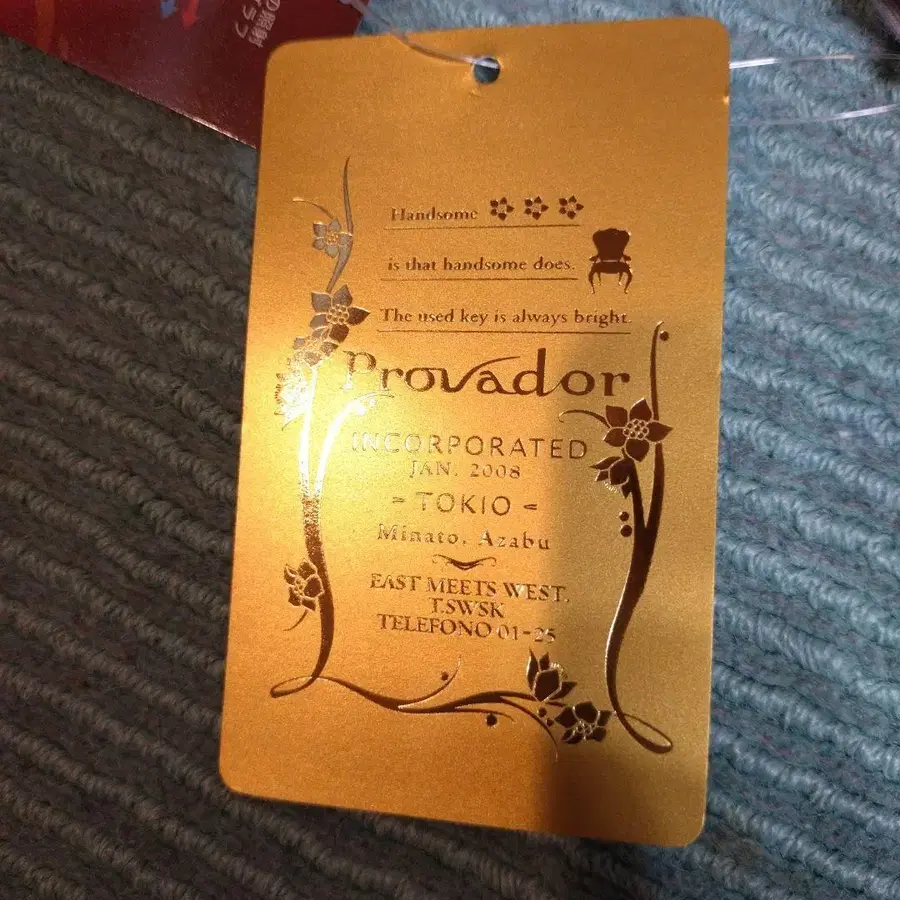 Handsome
is that handsome does.
The used key is always bright.
Provador
INCORPORATED
JAN. 2008
= TOKIO =
Minato, Azabu
EAST MEETS WEST.
T.SWSK
TELEFONO 01-25